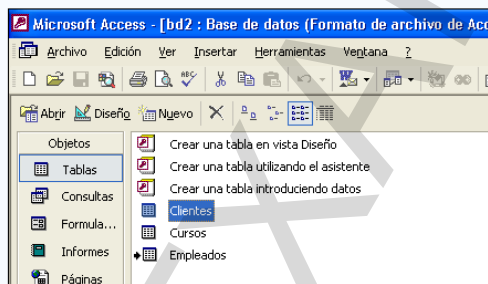 Microsoft Access - [bd2 : Base de datos (Formato de archivo de Acc
Archivo Edición Ver Insertar Herramientas Ventana ?
Abrir Diseño Nuevo
Objetos
Tablas
Consultas
Formula...
Informes
Páginas
Crear una tabla en vista Diseño
Crear una tabla utilizando el asistente
Crear una tabla introduciendo datos
Clientes
Cursos
Empleados